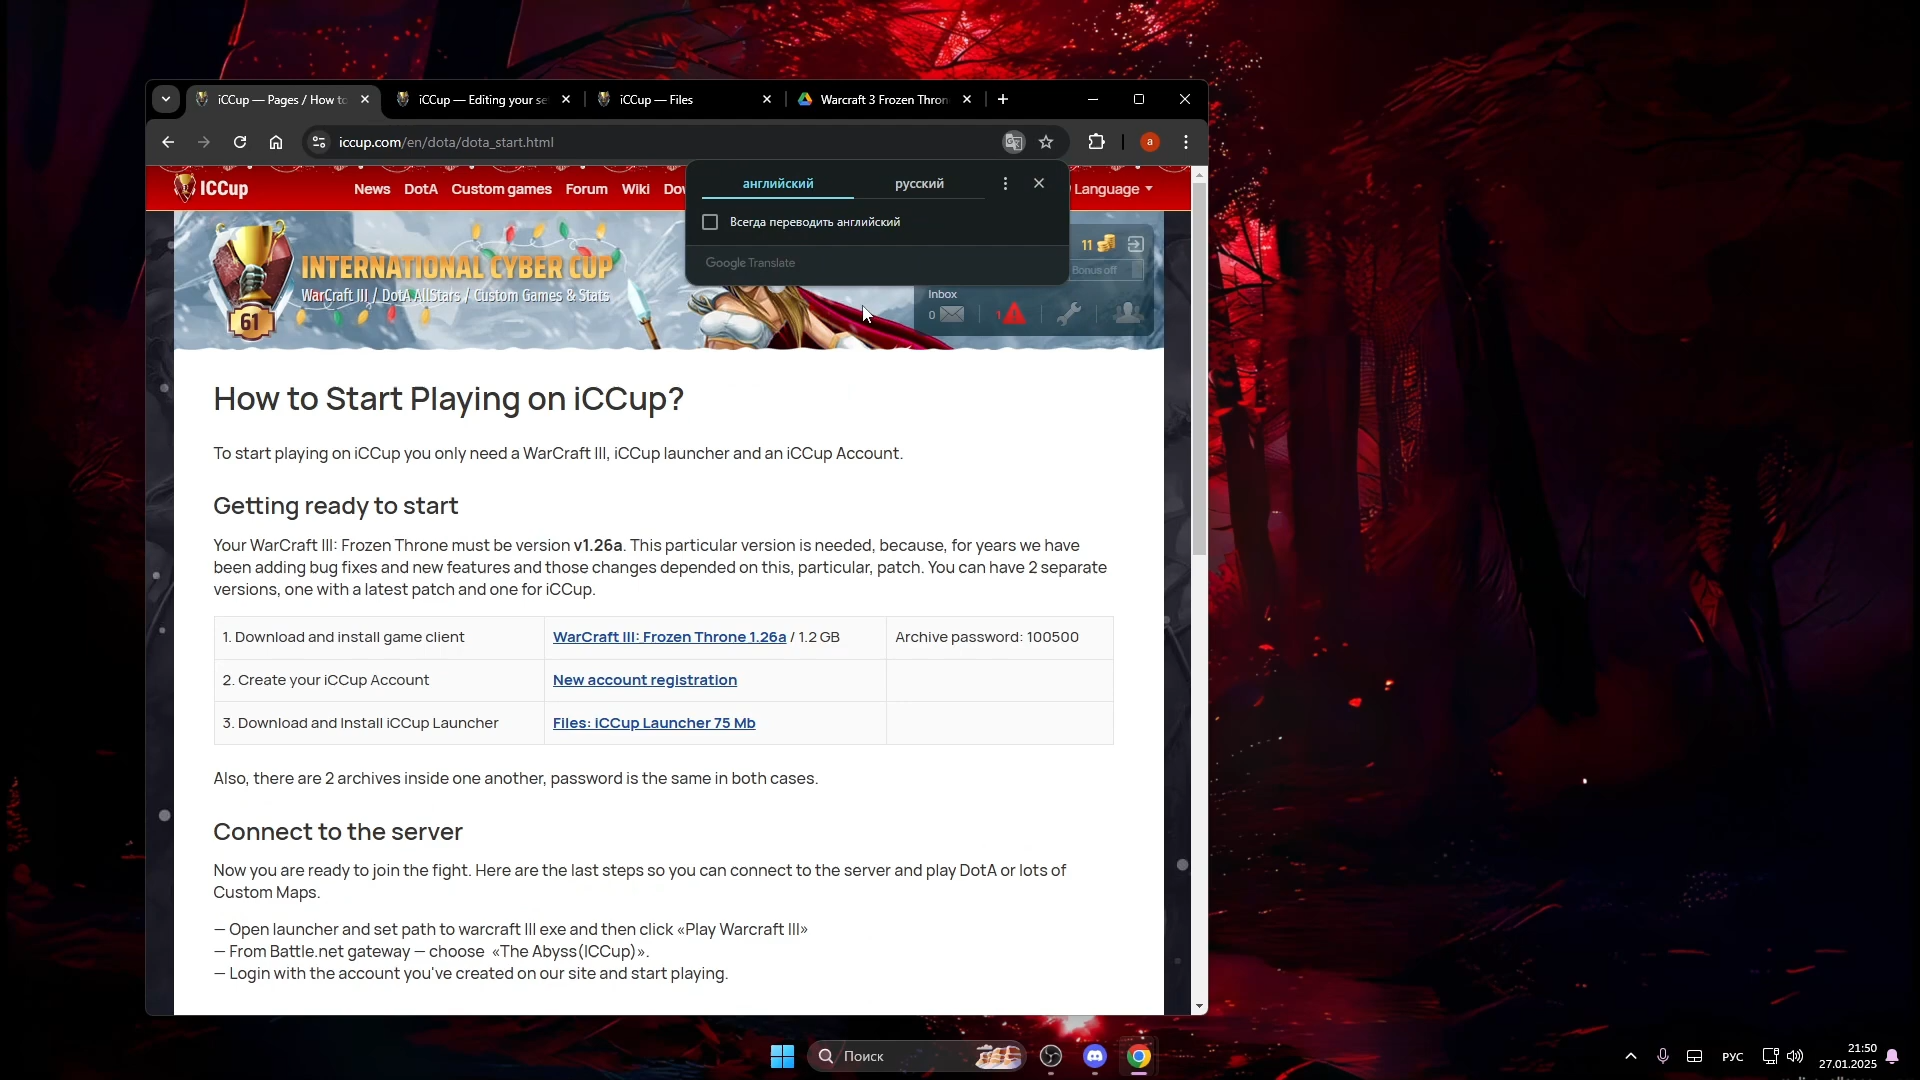 iCCup — Pages / How to
iCCup — Editing your se
iCCup — Files
Warcraft 3 Frozen Thron
iccup.com/en/dota/dota_start.html
a
ICCup
News DotA Custom games Forum Wiki Dov
Language
английский
русский
Всегда переводить английский
Google Translate
INTERNATIONAL CYBER CUP
WarCraft III / DotA AllStars / Custom Games & Stats
61
11
Bonus off
Inbox
0
1
How to Start Playing on iCCup?
To start playing on iCCup you only need a WarCraft III, iCCup launcher and an iCCup Account.
Getting ready to start
Your WarCraft III: Frozen Throne must be version v1.26a. This particular version is needed, because, for years we have
been adding bug fixes and new features and those changes depended on this, particular, patch. You can have 2 separate
versions, one with a latest patch and one for iCCup.
1. Download and install game client
WarCraft III: Frozen Throne 1.26a / 1.2 GB
Archive password: 100500
2. Create your iCCup Account
New account registration
3. Download and Install iCCup Launcher
Files: iCCup Launcher 75 Mb
Also, there are 2 archives inside one another, password is the same in both cases.
Connect to the server
Now you are ready to join the fight. Here are the last steps so you can connect to the server and play DotA or lots of
Custom Maps.
— Open launcher and set path to warcraft III exe and then click «Play Warcraft III»
— From Battle.net gateway — choose «The Abyss(ICCup)».
— Login with the account you've created on our site and start playing.
Поиск
РУС
21:50
27.01.2025